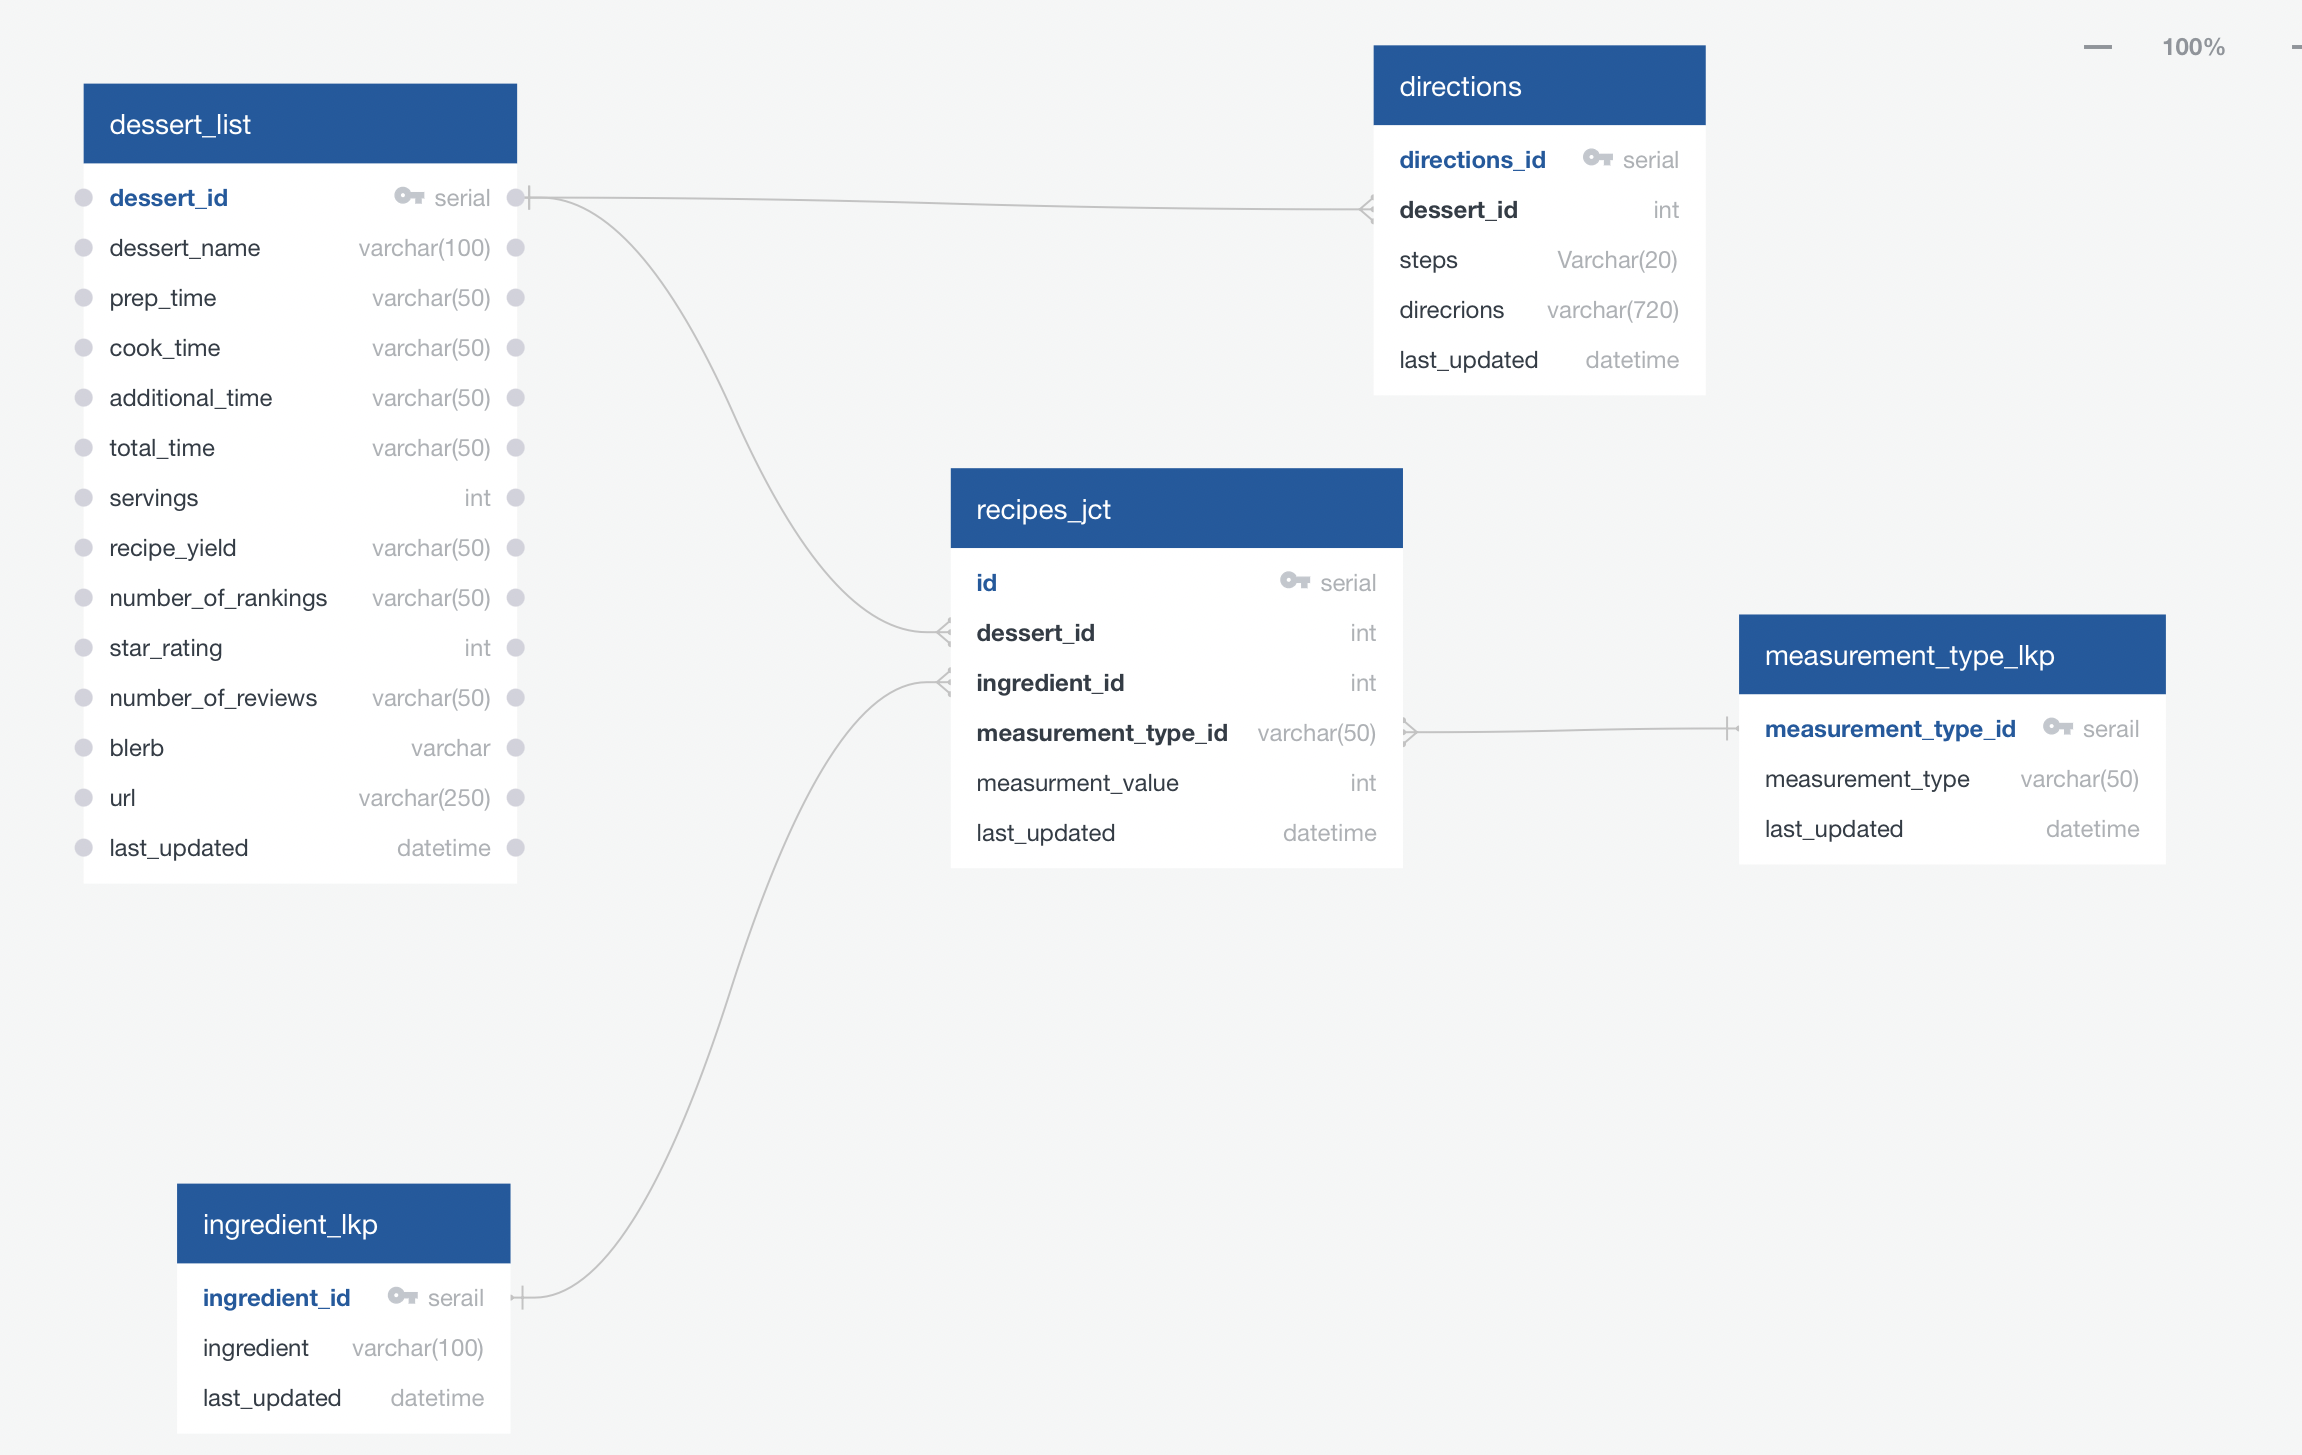 100%
dessert_list
dessert_id serial
dessert_name varchar(100)
prep_time varchar(50)
cook_time varchar(50)
additional_time varchar(50)
total_time varchar(50)
servings int
recipe_yield varchar(50)
number_of_rankings varchar(50)
star_rating int
number_of_reviews varchar(50)
blerb varchar
url varchar(250)
last_updated datetime
directions
directions_id serial
dessert_id int
steps Varchar(20)
direcrions varchar(720)
last_updated datetime
recipes_jct
id serial
dessert_id int
ingredient_id int
measurement_type_id varchar(50)
measurment_value int
last_updated datetime
measurement_type_lkp
measurement_type_id serail
measurement_type varchar(50)
last_updated datetime
ingredient_lkp
ingredient_id serail
ingredient varchar(100)
last_updated datetime